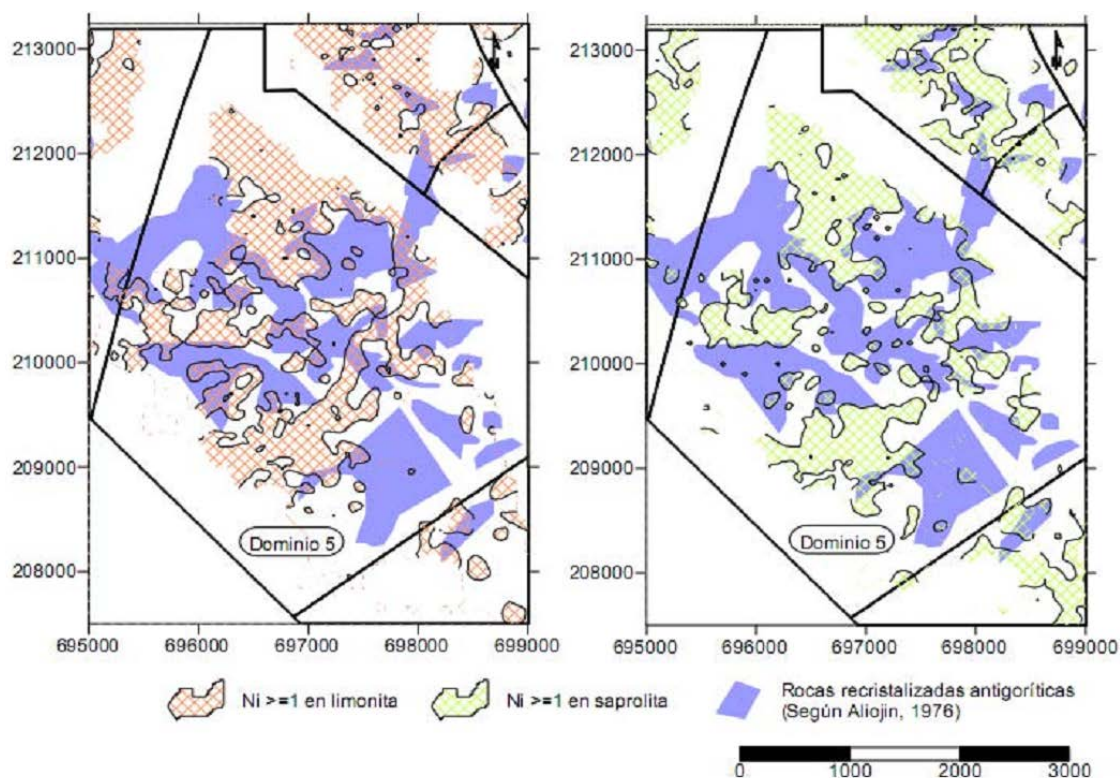 213000
212000
211000
210000
209000
208000
695000 696000 697000 698000 699000
Dominio 5
N
213000
212000
211000
210000
209000
208000
695000 696000 697000 698000 699000
Dominio 5
N
Ni >=1 en limonita
Ni >=1 en saprolita
Rocas recristalizadas antigoríticas
(Según Aliojin, 1976)
0 1000 2000 3000